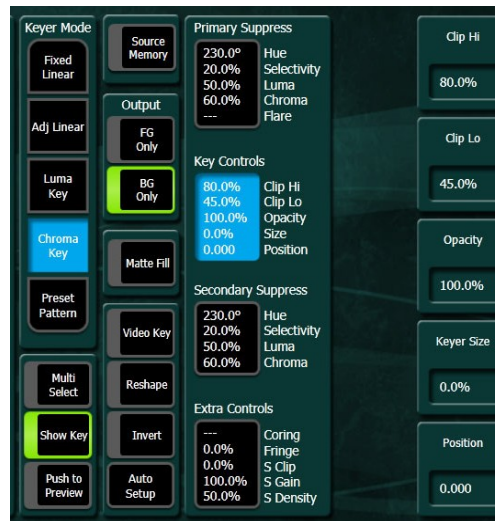 Keyer Mode
Fixed
Linear
Adj Linear
Luma
Key
Chroma
Key
Preset
Pattern
Multi
Select
Show Key
Push to
Preview
Source
Memory
Output
FG
Only
BG
Only
Matte Fill
Video Key
Reshape
Invert
Auto
Setup
Primary Suppress
230.0° Hue
20.0% Selectivity
50.0% Luma
60.0% Chroma
--- Flare
Key Controls
80.0% Clip Hi
45.0% Clip Lo
100.0% Opacity
0.0% Size
0.000 Position
Secondary Suppress
230.0° Hue
20.0% Selectivity
50.0% Luma
60.0% Chroma
Extra Controls
--- Coring
0.0% Fringe
0.0% S Clip
100.0% S Gain
50.0% S Density
Clip Hi
80.0%
Clip Lo
45.0%
Opacity
100.0%
Keyer Size
0.0%
Position
0.000